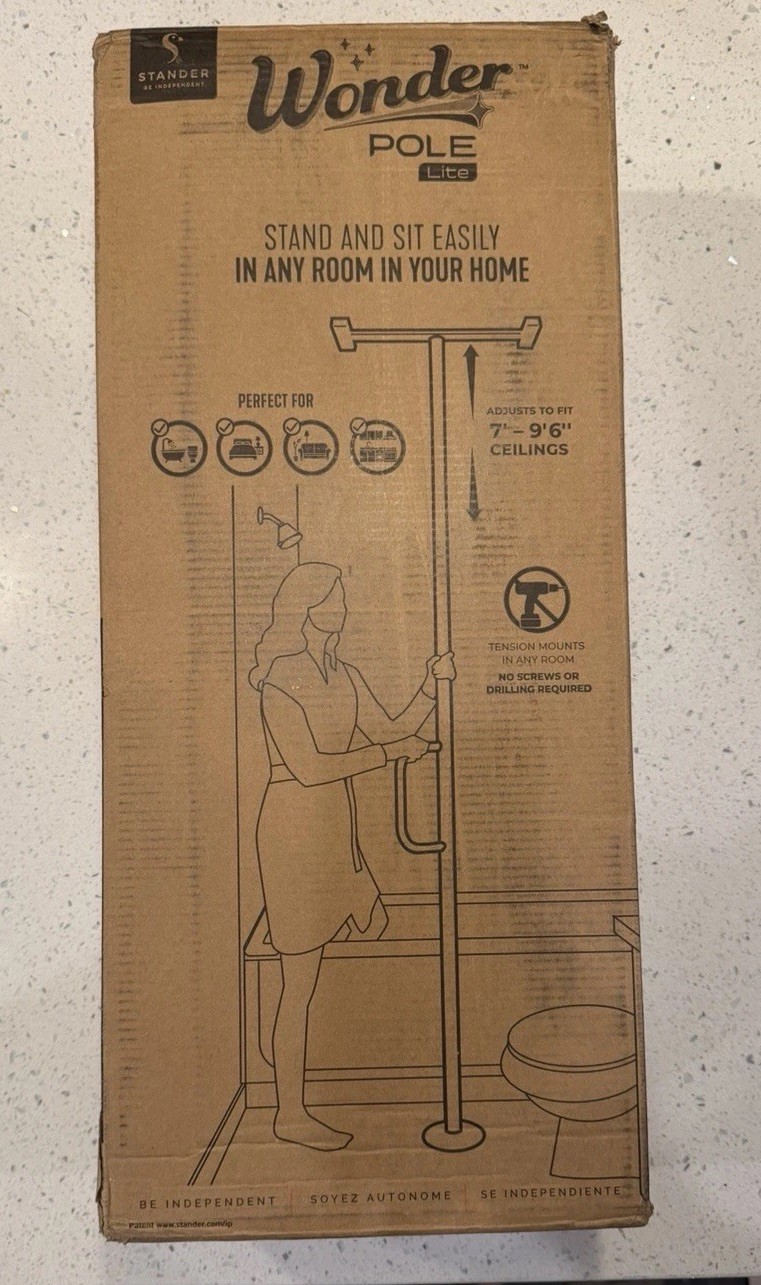 STANDER
BE INDEPENDENT.
Wonder™
POLE
Lite
STAND AND SIT EASILY
IN ANY ROOM IN YOUR HOME
PERFECT FOR
ADJUSTS TO FIT
7' – 9'6"
CEILINGS
TENSION MOUNTS
IN ANY ROOM
NO SCREWS OR
DRILLING REQUIRED
BE INDEPENDENT | SOYEZ AUTONOME | SE INDEPENDIENTE
Patent www.stander.com/ip